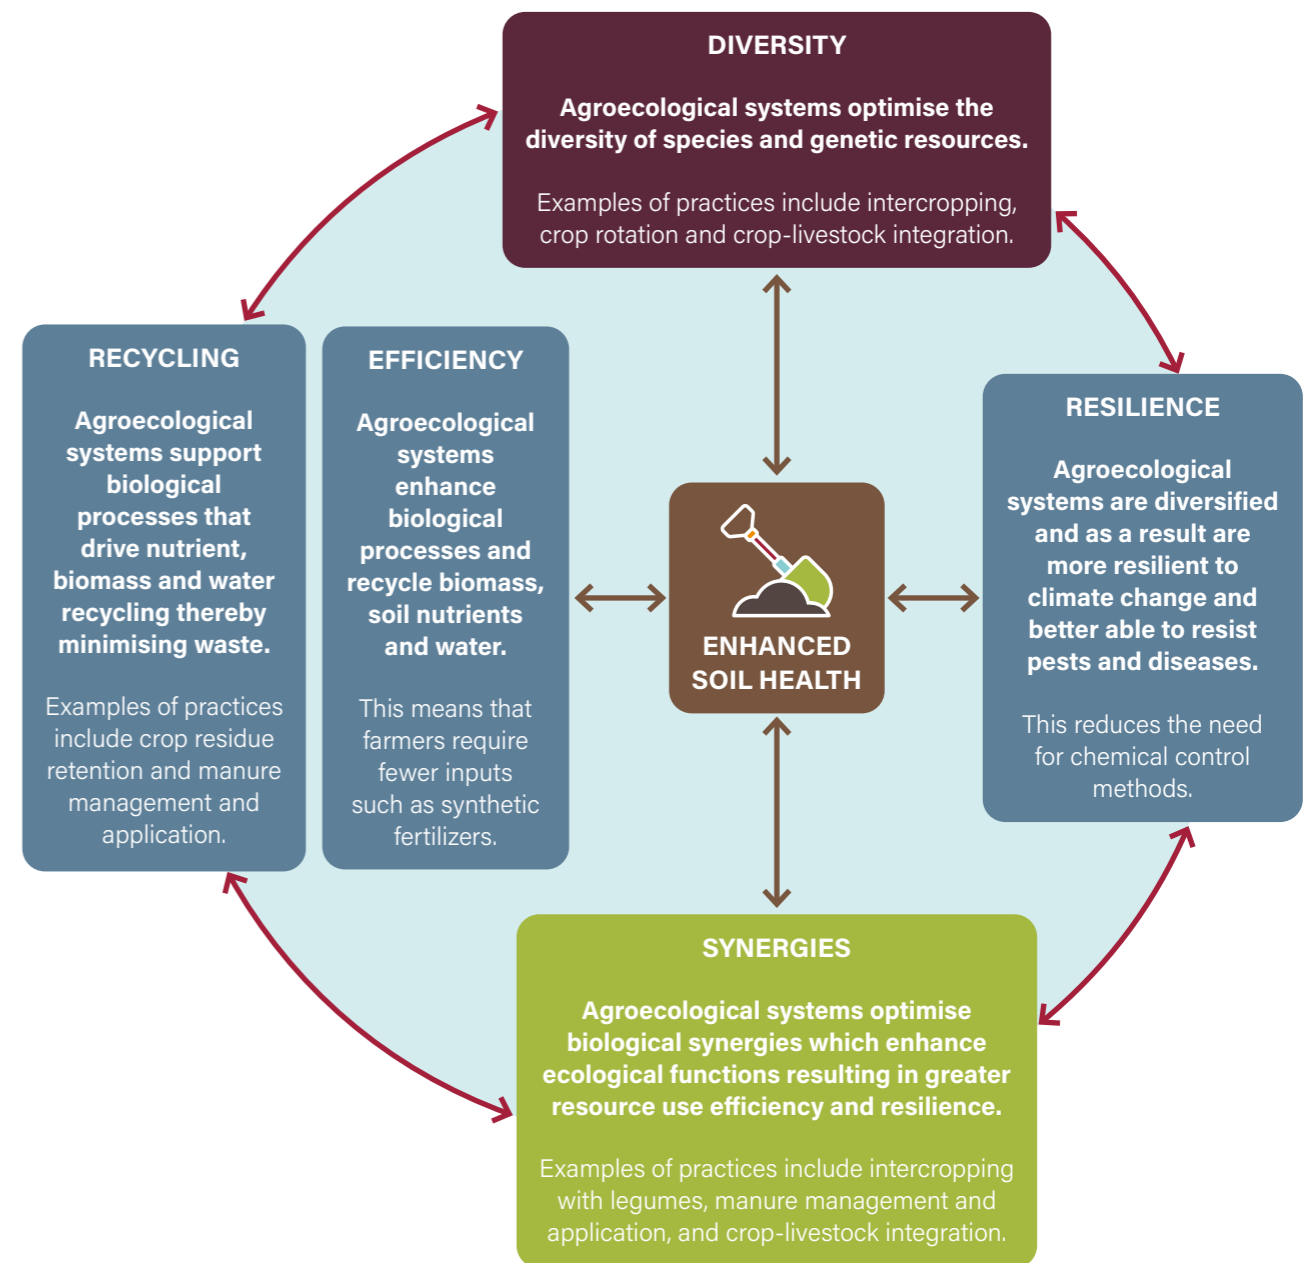 DIVERSITY
Agroecological systems optimise the
diversity of species and genetic resources.
Examples of practices include intercropping,
crop rotation and crop-livestock integration.
RECYCLING
Agroecological
systems support
biological
processes that
drive nutrient,
biomass and water
recycling thereby
minimising waste.
Examples of practices
include crop residue
retention and manure
management and
application.
EFFICIENCY
Agroecological
systems
enhance
biological
processes and
recycle biomass,
soil nutrients
and water.
This means that
farmers require
fewer inputs
such as synthetic
fertilizers.
ENHANCED
SOIL HEALTH
RESILIENCE
Agroecological
systems are diversified
and as a result are
more resilient to
climate change and
better able to resist
pests and diseases.
This reduces the need
for chemical control
methods.
SYNERGIES
Agroecological systems optimise
biological synergies which enhance
ecological functions resulting in greater
resource use efficiency and resilience.
Examples of practices include intercropping
with legumes, manure management and
application, and crop-livestock integration.